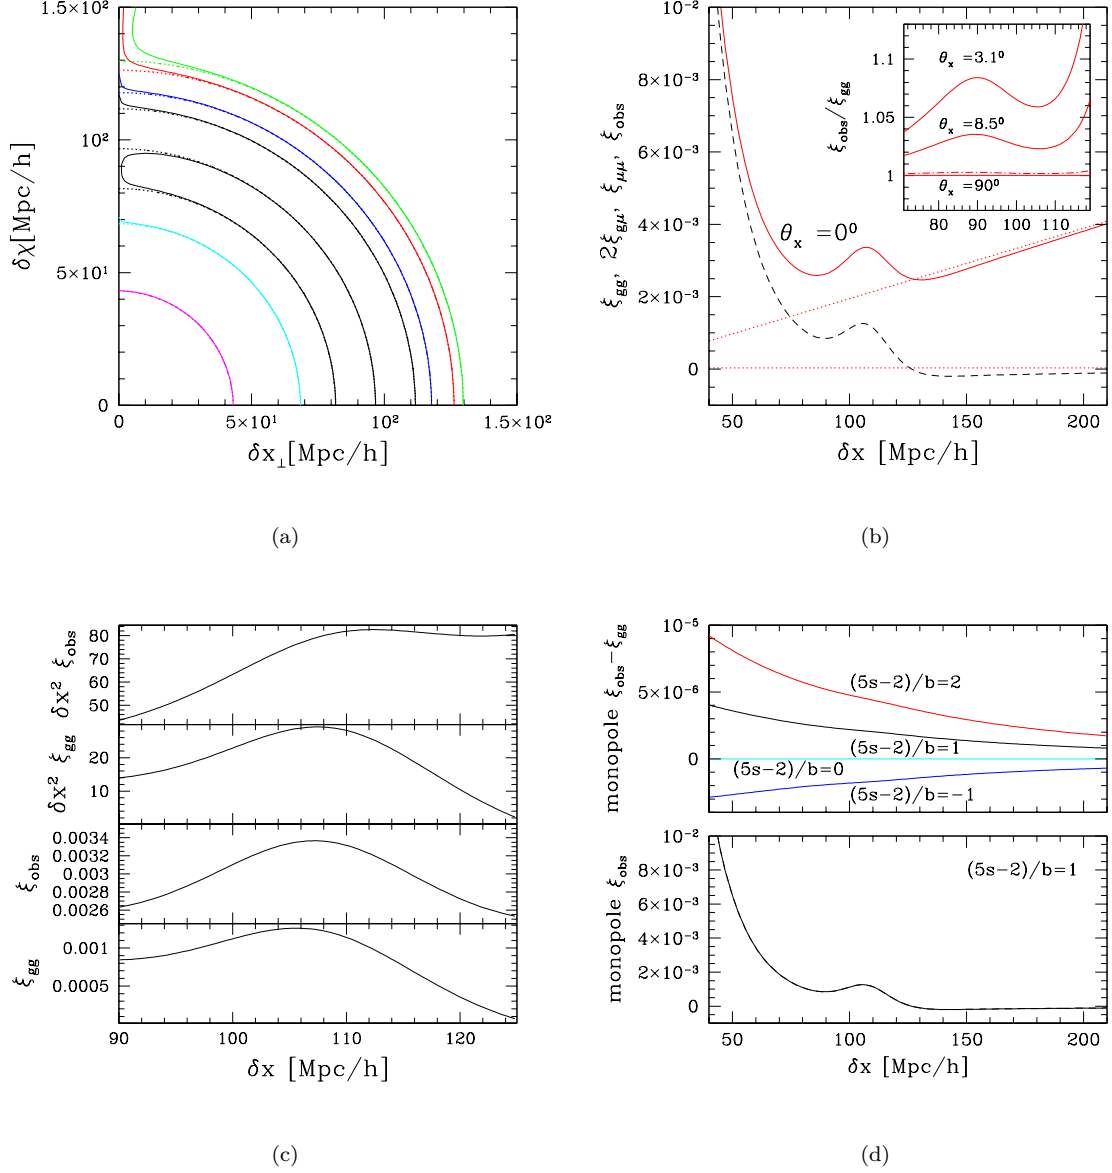 1.5×10²
10²
5×10¹
0
δχ[Mpc/h]
0 5×10¹ 10² 1.5×10²
δx⊥[Mpc/h]
(a)
10⁻²
8×10⁻³
6×10⁻³
4×10⁻³
2×10⁻³
0
ξgg, 2ξgμ, ξμμ, ξobs
θx =0⁰
50 100 150 200
δx [Mpc/h]
1.1
1.05
1
ξobs/ξgg
θx =3.1⁰
θx =8.5⁰
θx =90⁰
80 90 100 110
(b)
80
70
60
50
δx² ξobs
20
10
δx² ξgg
0.0034
0.0032
0.003
0.0028
0.0026
ξobs
0.001
0.0005
ξgg
90 100 110 120
δx [Mpc/h]
(c)
10⁻⁵
5×10⁻⁶
0
monopole ξobs−ξgg
(5s−2)/b=2
(5s−2)/b=1
(5s−2)/b=0
(5s−2)/b=−1
10⁻²
8×10⁻³
6×10⁻³
4×10⁻³
2×10⁻³
0
monopole ξobs
(5s−2)/b=1
50 100 150 200
δx [Mpc/h]
(d)